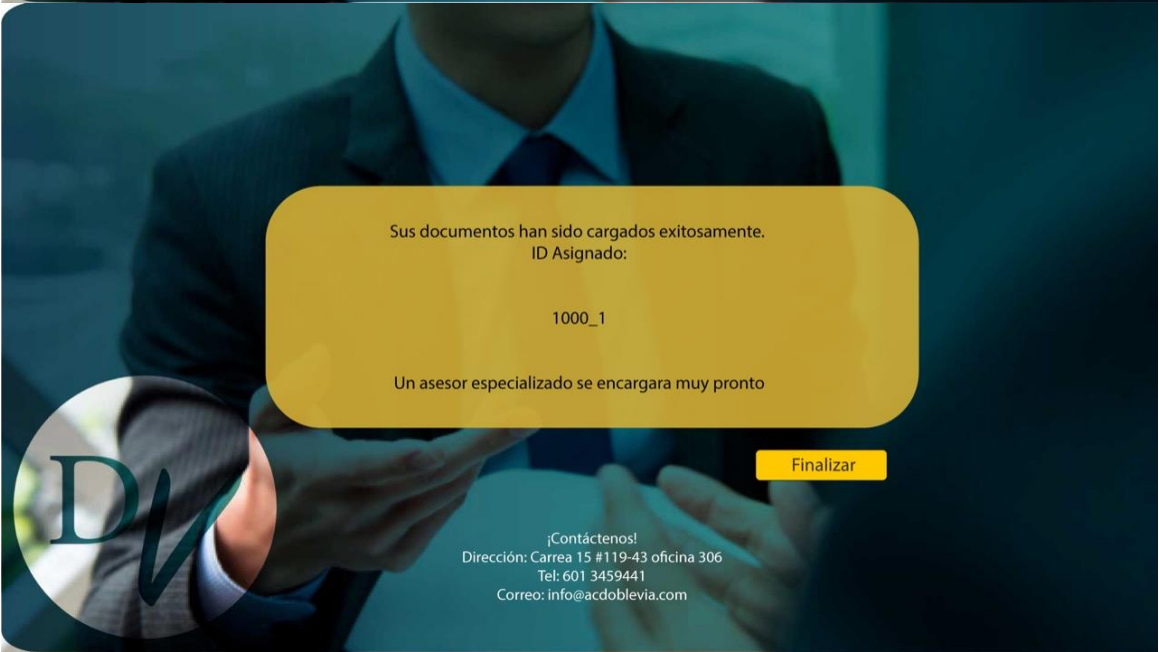 Sus documentos han sido cargados exitosamente.
ID Asignado:
1000_1
Un asesor especializado se encargara muy pronto
Finalizar
DV
¡Contáctenos!
Dirección: Carrea 15 #119-43 oficina 306
Tel: 601 3459441
Correo: info@acdoblevia.com